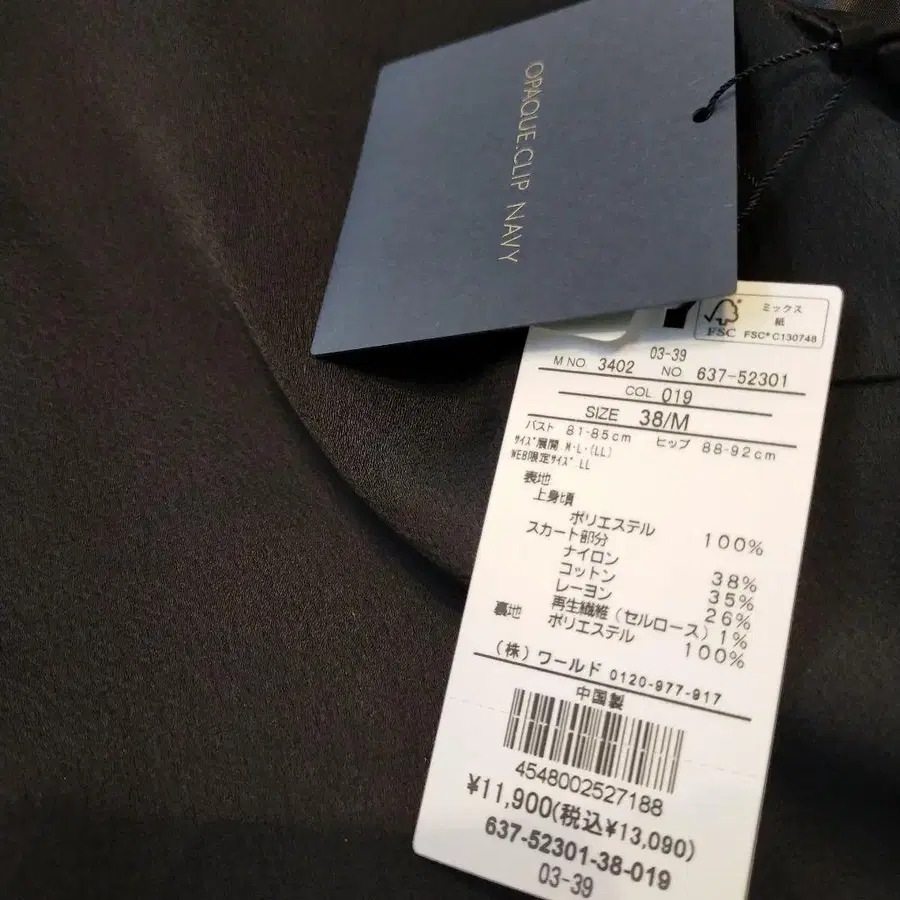 OPAQUE.CLIP NAVY
ミックス
紙
FSC FSC® C130748
03-39
M NO. 3402 NO 637-52301
COL 019
SIZE 38/M
バスト 81-85cm ヒップ 88-92cm
サイズ展開 M・L・(LL)
WEB限定サイズ LL
表地
上身頃
ポリエステル 100%
スカート部分
ナイロン 38%
コットン 35%
レーヨン 26%
再生繊維(セルロース) 1%
裏地 ポリエステル 100%
(株)ワールド 0120-977-917
中国製
4548002527188
¥11,900(税込¥13,090)
637-52301-38-019
03-39